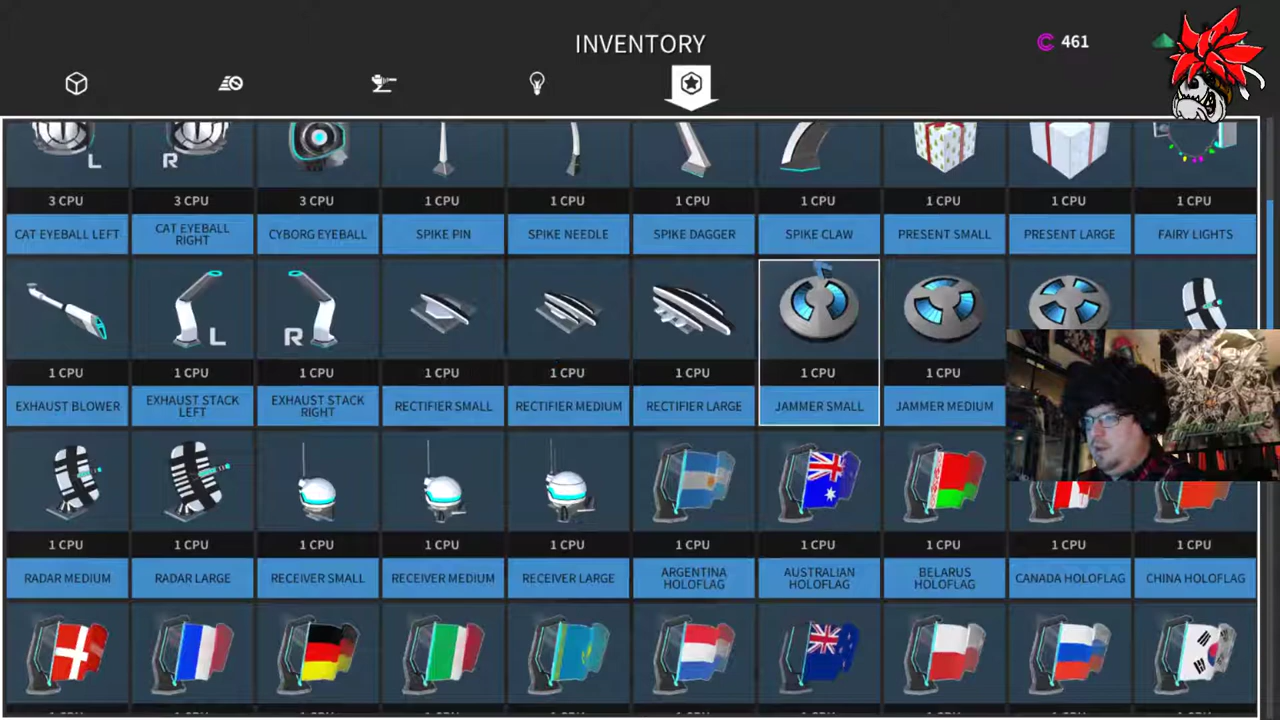 INVENTORY
461
L
R
3 CPU
3 CPU
3 CPU
1 CPU
1 CPU
1 CPU
1 CPU
1 CPU
1 CPU
1 CPU
CAT EYEBALL LEFT
CAT EYEBALL
RIGHT
CYBORG EYEBALL
SPIKE PIN
SPIKE NEEDLE
SPIKE DAGGER
SPIKE CLAW
PRESENT SMALL
PRESENT LARGE
FAIRY LIGHTS
L
R
1 CPU
1 CPU
1 CPU
1 CPU
1 CPU
1 CPU
1 CPU
1 CPU
EXHAUST BLOWER
EXHAUST STACK
LEFT
EXHAUST STACK
RIGHT
RECTIFIER SMALL
RECTIFIER MEDIUM
RECTIFIER LARGE
JAMMER SMALL
JAMMER MEDIUM
1 CPU
1 CPU
1 CPU
1 CPU
1 CPU
1 CPU
1 CPU
1 CPU
1 CPU
1 CPU
RADAR MEDIUM
RADAR LARGE
RECEIVER SMALL
RECEIVER MEDIUM
RECEIVER LARGE
ARGENTINA
HOLOFLAG
AUSTRALIAN
HOLOFLAG
BELARUS
HOLOFLAG
CANADA HOLOFLAG
CHINA HOLOFLAG